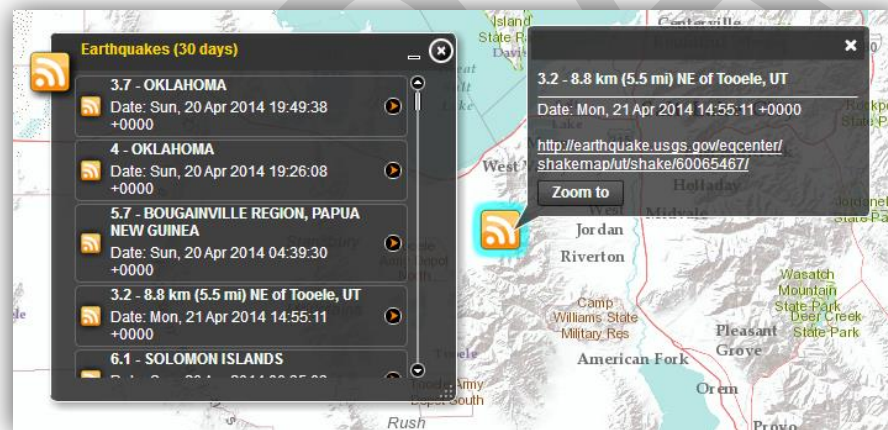 Earthquakes (30 days)
3.7 - OKLAHOMA
Date: Sun, 20 Apr 2014 19:49:38
+0000
4 - OKLAHOMA
Date: Sun, 20 Apr 2014 19:26:08
+0000
5.7 - BOUGAINVILLE REGION, PAPUA
NEW GUINEA
Date: Sun, 20 Apr 2014 04:39:30
+0000
3.2 - 8.8 km (5.5 mi) NE of Tooele, UT
Date: Mon, 21 Apr 2014 14:55:11
+0000
6.1 - SOLOMON ISLANDS
3.2 - 8.8 km (5.5 mi) NE of Tooele, UT
Date: Mon, 21 Apr 2014 14:55:11 +0000
http://earthquake.usgs.gov/eqcenter/
shakemap/ut/shake/60065467/
Zoom to
Island
Centerville
Lake
West
Holladay
West
Midvale
Jordan
Riverton
Wasatch
Mountain
State Park
Deer Creek
State Park
Camp
Williams State
Military Res
Pleasant
Grove
American Fork
Orem
Provo
Tooele Army
Depot South
Rush